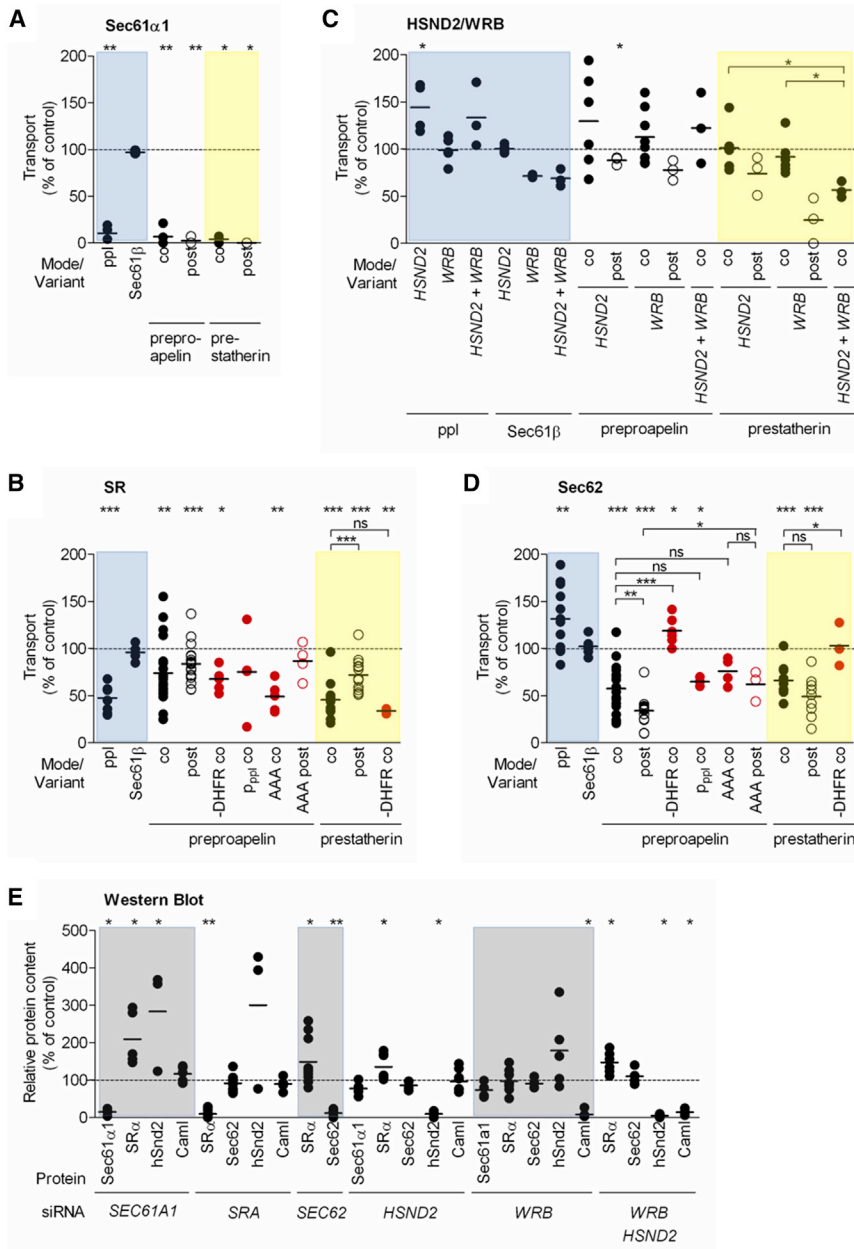 A
Sec61α1
** ** ** * *
200
150
100
50
0
Transport
(% of control)
Mode/
Variant
ppl
Sec61β
co
post
co
post
prepro-
apelin
pre-
statherin
C
HSND2/WRB
* *
*
*
200
150
100
50
0
Transport
(% of control)
Mode/
Variant
HSND2
WRB
HSND2 + WRB
HSND2
WRB
HSND2 + WRB
co
post
co
post
co
co
post
co
post
co
HSND2
WRB
HSND2 + WRB
HSND2
WRB
HSND2 + WRB
ppl
Sec61β
preproapelin
prestatherin
B
SR
*** ** *** * ** *** *** **
ns
***
200
150
100
50
0
Transport
(% of control)
Mode/
Variant
ppl
Sec61β
co
post
-DHFR co
pppl co
AAA co
AAA post
co
post
-DHFR co
preproapelin
prestatherin
D
Sec62
** *** *** * * *** ***
*
ns
ns
ns
***
**
*
ns
200
150
100
50
0
Transport
(% of control)
Mode/
Variant
ppl
Sec61β
co
post
-DHFR co
pppl co
AAA co
AAA post
co
post
-DHFR co
preproapelin
prestatherin
E
Western Blot
* * * ** * ** * * * * * *
500
400
300
200
100
0
Relative protein content
(% of control)
Protein
Sec61α1
SRα
hSnd2
Caml
SRα
Sec62
hSnd2
Caml
SRα
Sec62
Sec61α1
SRα
Sec62
hSnd2
Caml
Sec61a1
SRα
Sec62
hSnd2
Caml
SRα
Sec62
hSnd2
Caml
siRNA
SEC61A1
SRA
SEC62
HSND2
WRB
WRB
HSND2